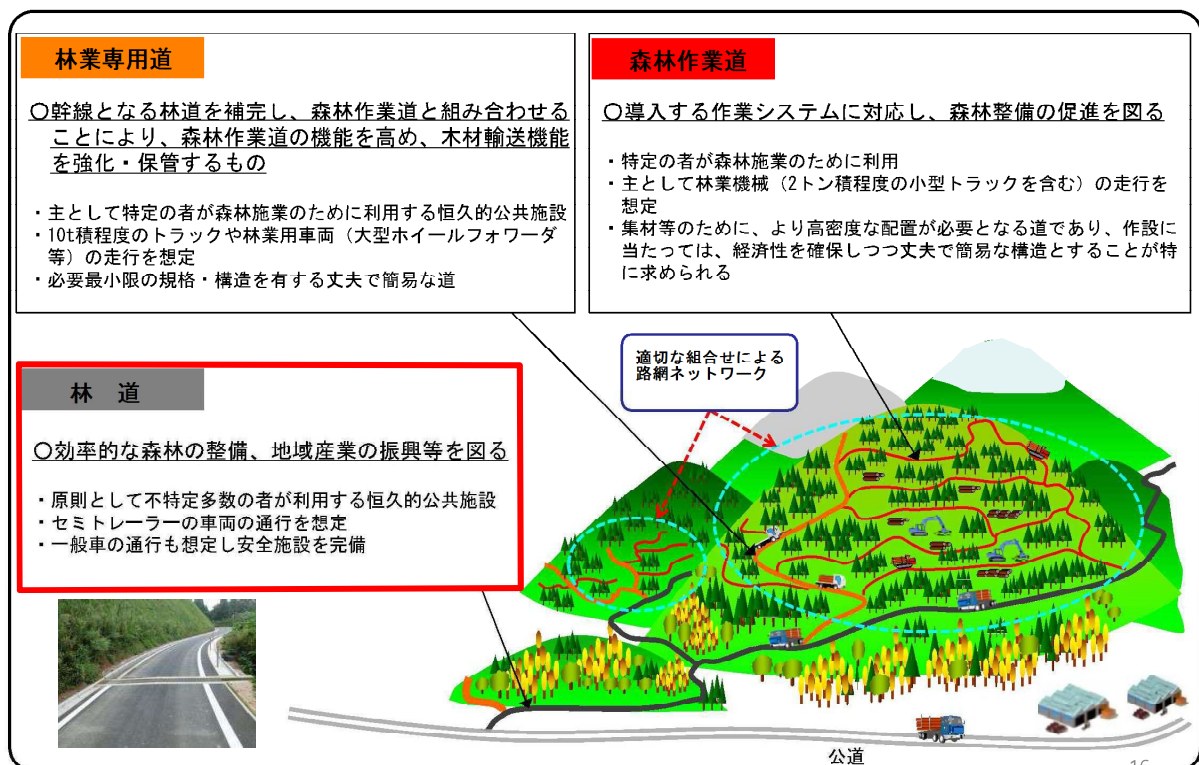 林業専用道
〇幹線となる林道を補完し、森林作業道と組み合わせる
ことにより、森林作業道の機能を高め、木材輸送機能
を強化・保管するもの
・主として特定の者が森林施業のために利用する恒久的公共施設
・10t積程度のトラックや林業用車両（大型ホイールフォワーダ
等）の走行を想定
・必要最小限の規格・構造を有する丈夫で簡易な道
森林作業道
〇導入する作業システムに対応し、森林整備の促進を図る
・特定の者が森林施業のために利用
・主として林業機械（2トン積程度の小型トラックを含む）の走行を
想定
・集材等のために、より高密度な配置が必要となる道であり、作設に
当たっては、経済性を確保しつつ丈夫で簡易な構造とすることが特
に求められる
適切な組合せによる
路網ネットワーク
林　道
〇効率的な森林の整備、地域産業の振興等を図る
・原則として不特定多数の者が利用する恒久的公共施設
・セミトレーラーの車両の通行を想定
・一般車の通行も想定し安全施設を完備
公道
16